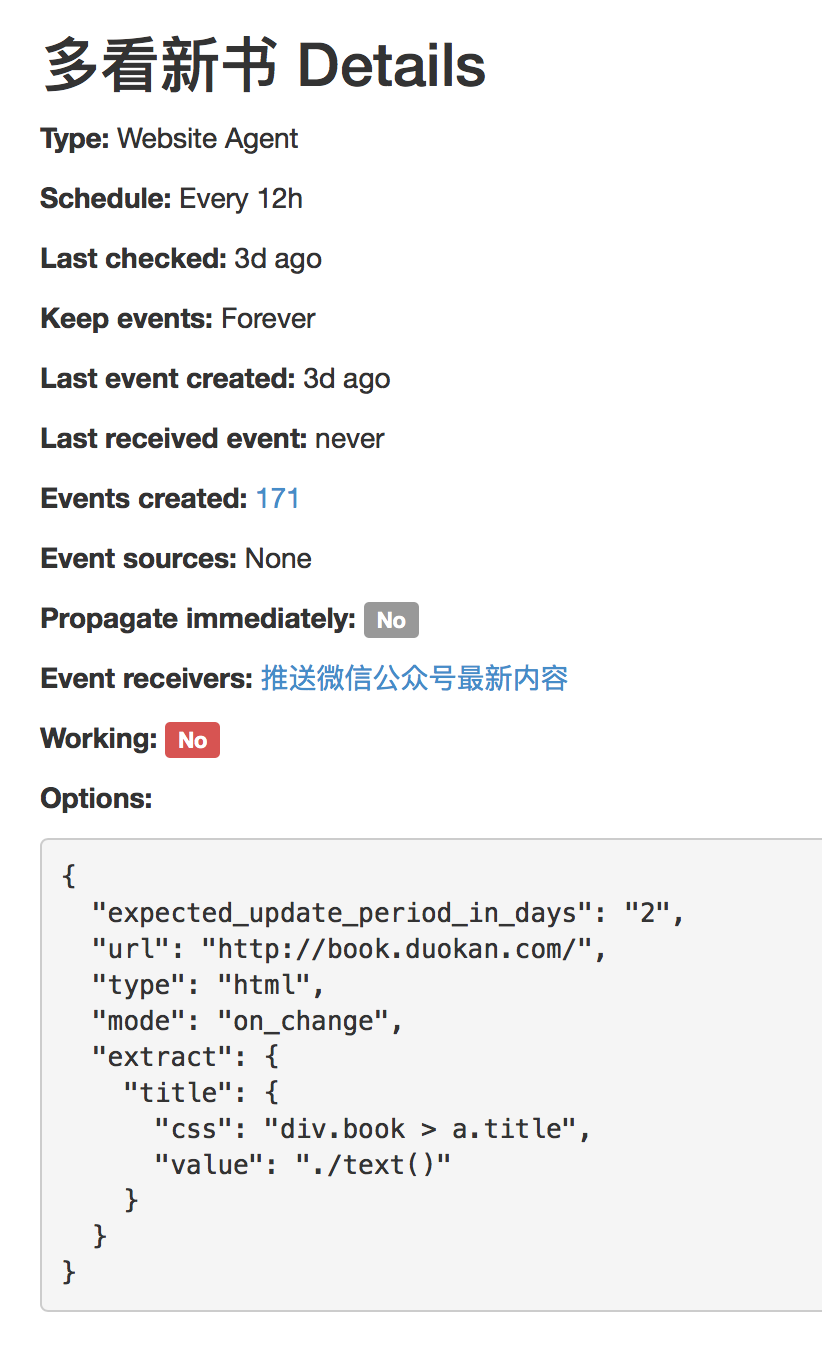 多看新书 Details
Type: Website Agent
Schedule: Every 12h
Last checked: 3d ago
Keep events: Forever
Last event created: 3d ago
Last received event: never
Events created: 171
Event sources: None
Propagate immediately: No
Event receivers: 推送微信公众号最新内容
Working: No
Options:
{
  "expected_update_period_in_days": "2",
  "url": "http://book.duokan.com/",
  "type": "html",
  "mode": "on_change",
  "extract": {
    "title": {
      "css": "div.book > a.title",
      "value": "./text()"
    }
  }
}